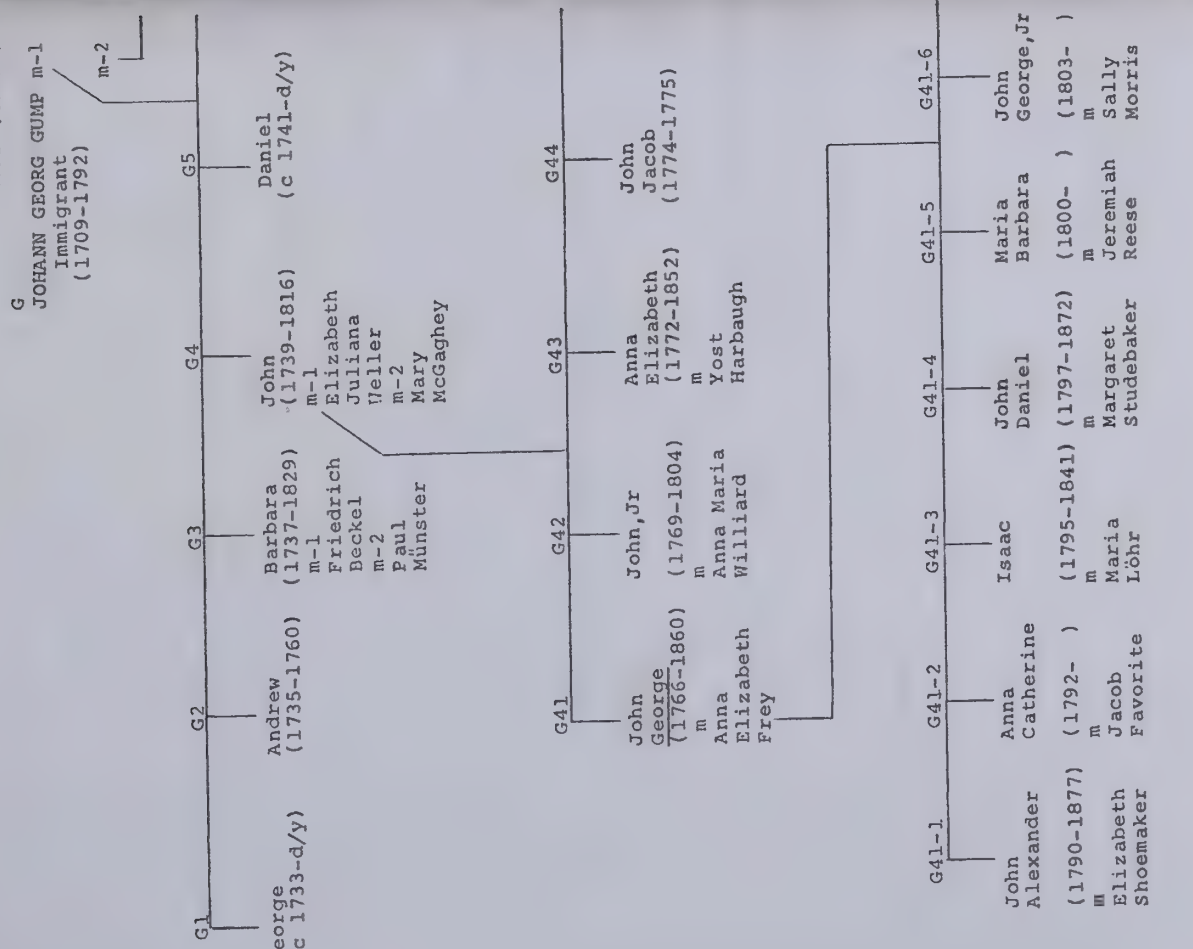 G
JOHANN GEORG GUMP m-1
Immigrant
(1709-1792)
m-2
G1
eorge
c 1733-d/y)
G2
Andrew
(1735-1760)
G3
Barbara
(1737-1829)
m-1
Friedrich
Beckel
m-2
Paul
Münster
G4
John
(1739-1816)
m-1
Elizabeth
Juliana
Weller
m-2
Mary
McGaghey
G5
Daniel
(c 1741-d/y)
G41
John
George
(1766-1860)
m
Anna
Elizabeth
Frey
G42
John,Jr
(1769-1804)
m
Anna Maria
Williard
G43
Anna
Elizabeth
(1772-1852)
m
Yost
Harbaugh
G44
John
Jacob
(1774-1775)
G41-1
John
Alexander
(1790-1877)
m
Elizabeth
Shoemaker
G41-2
Anna
Catherine
(1792- )
m
Jacob
Favorite
G41-3
Isaac
(1795-1841)
m
Maria
Löhr
G41-4
John
Daniel
(1797-1872)
m
Margaret
Studebaker
G41-5
Maria
Barbara
(1800- )
m
Jeremiah
Reese
G41-6
John
George,Jr
(1803- )
m
Sally
Morris